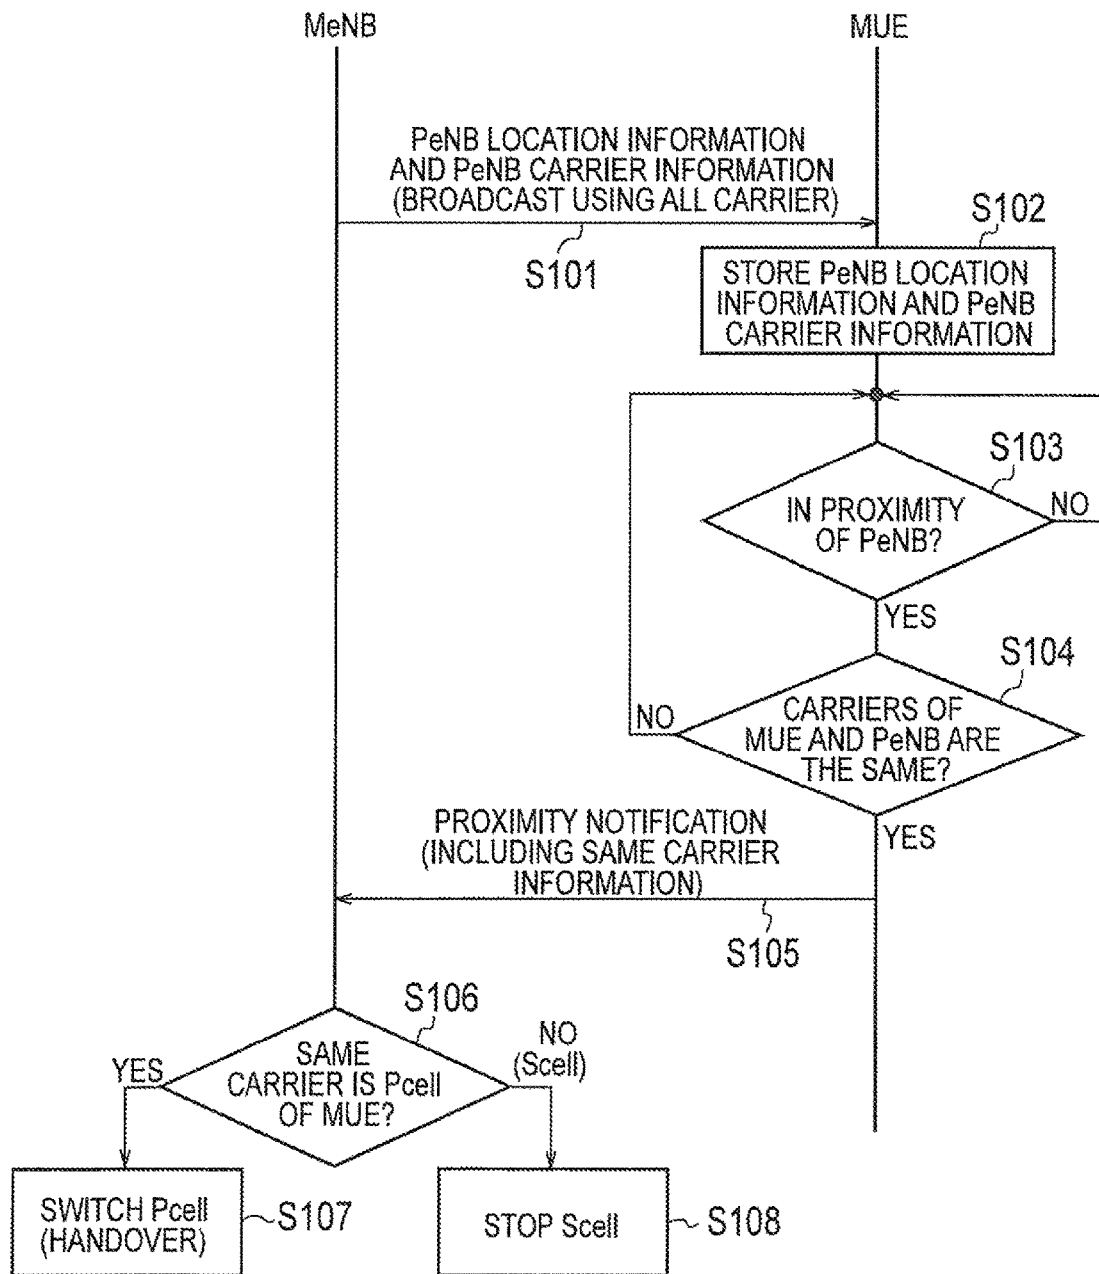 MeNB
MUE
PeNB LOCATION INFORMATION
AND PeNB CARRIER INFORMATION
(BROADCAST USING ALL CARRIER)
S101
S102
STORE PeNB LOCATION
INFORMATION AND PeNB
CARRIER INFORMATION
S103
IN PROXIMITY
OF PeNB?
NO
YES
S104
CARRIERS OF
MUE AND PeNB ARE
THE SAME?
NO
YES
PROXIMITY NOTIFICATION
(INCLUDING SAME CARRIER
INFORMATION)
S105
S106
SAME
CARRIER IS Pcell
OF MUE?
YES
NO
(Scell)
SWITCH Pcell
(HANDOVER)
S107
STOP Scell
S108